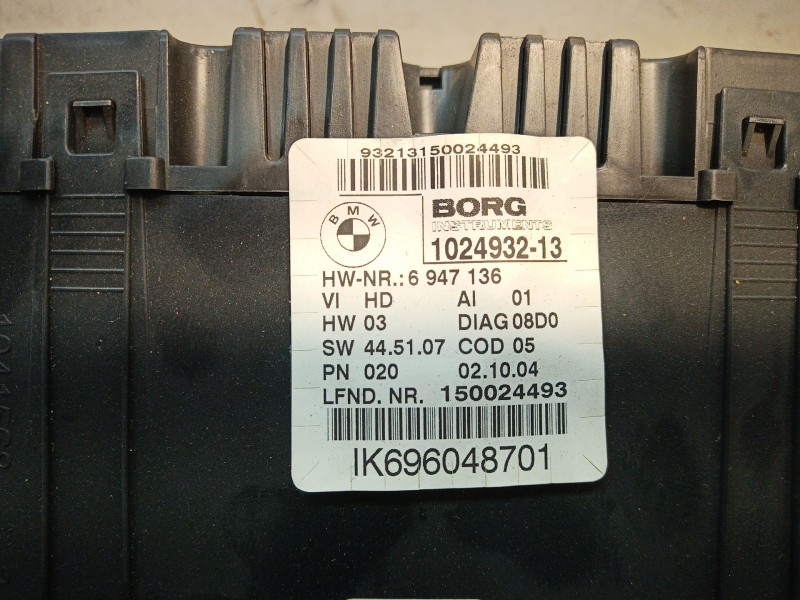 93213150024493
BMW
BORG
INSTRUMENTS
1024932-13
HW-NR.: 6 947 136
VI HD AI 01
HW 03 DIAG 08D0
SW 44.51.07 COD 05
PN 020 02.10.04
LFND. NR. 150024493
IK696048701